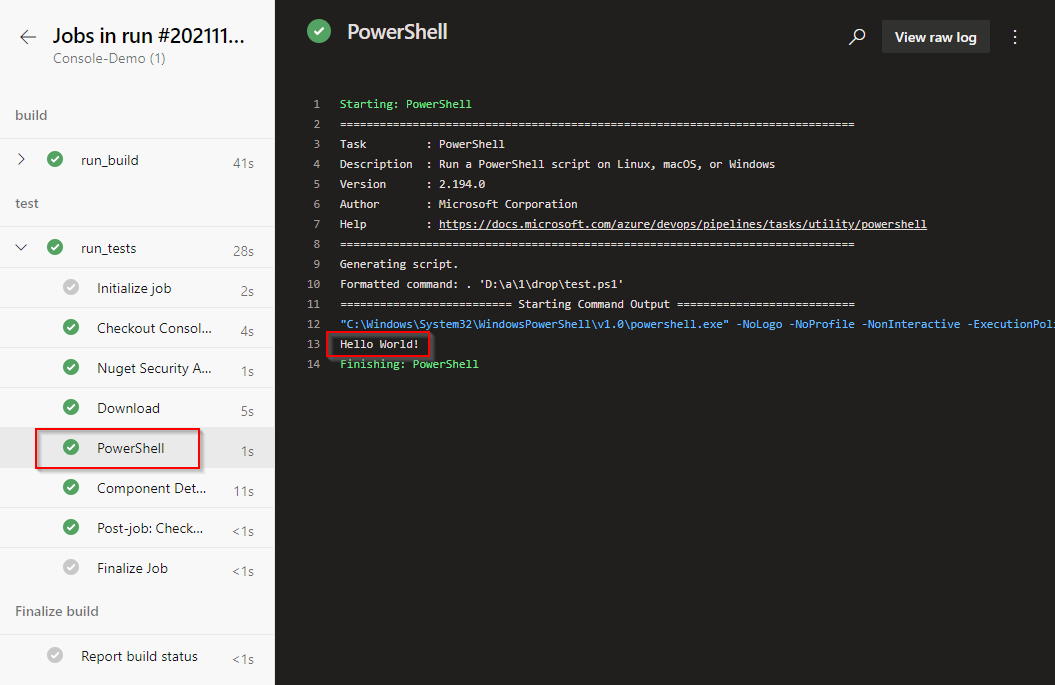 Jobs in run #202111...
Console-Demo (1)
build
run_build 41s
test
run_tests 28s
Initialize job 2s
Checkout Consol... 4s
Nuget Security A... 1s
Download 5s
PowerShell 1s
Component Det... 11s
Post-job: Check... <1s
Finalize Job <1s
Finalize build
Report build status <1s
PowerShell
View raw log
1 Starting: PowerShell
2 ==============================================================================
3 Task : PowerShell
4 Description : Run a PowerShell script on Linux, macOS, or Windows
5 Version : 2.194.0
6 Author : Microsoft Corporation
7 Help : https://docs.microsoft.com/azure/devops/pipelines/tasks/utility/powershell
8 ==============================================================================
9 Generating script.
10 Formatted command: . 'D:\a\1\drop\test.ps1'
11 ========================== Starting Command Output ===========================
12 "C:\Windows\System32\WindowsPowerShell\v1.0\powershell.exe" -NoLogo -NoProfile -NonInteractive -ExecutionPoli
13 Hello World!
14 Finishing: PowerShell